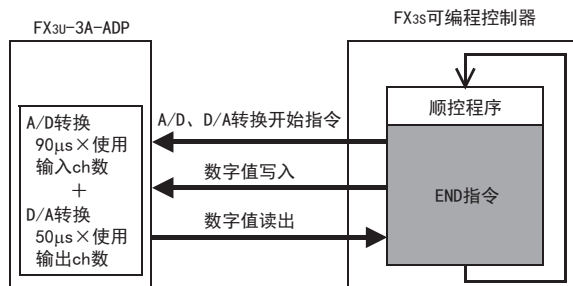 FX3U-3A-ADP
FX3S可编程控制器
A/D转换
90μs×使用
输入ch数
+
D/A转换
50μs×使用
输出ch数
A/D、D/A转换开始指令
数字值写入
数字值读出
顺控程序
END指令